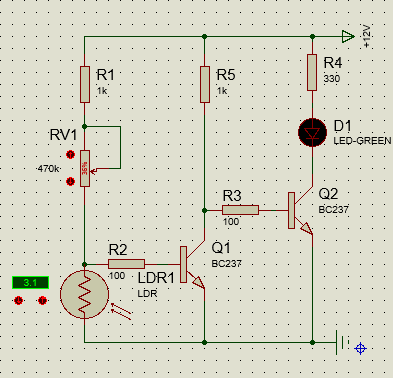 +12V
R1
1k
R5
1k
R4
330
RV1
470k
38%
D1
LED-GREEN
R3
100
Q2
BC237
R2
100
Q1
BC237
LDR1
LDR
3.1